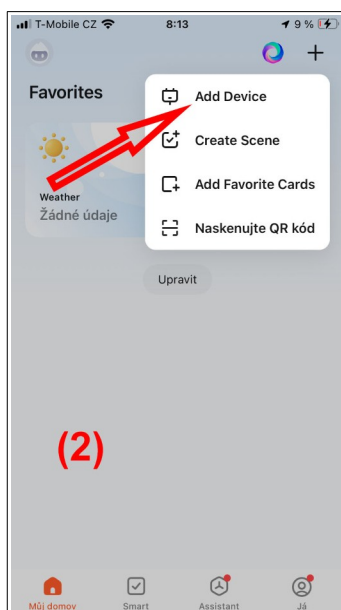 T-Mobile CZ 8:13 9 %
Favorites
Add Device
Create Scene
Add Favorite Cards
Naskenujte QR kód
Weather
Žádné údaje
Upravit
(2)
Můj domov Smart Assistant Já